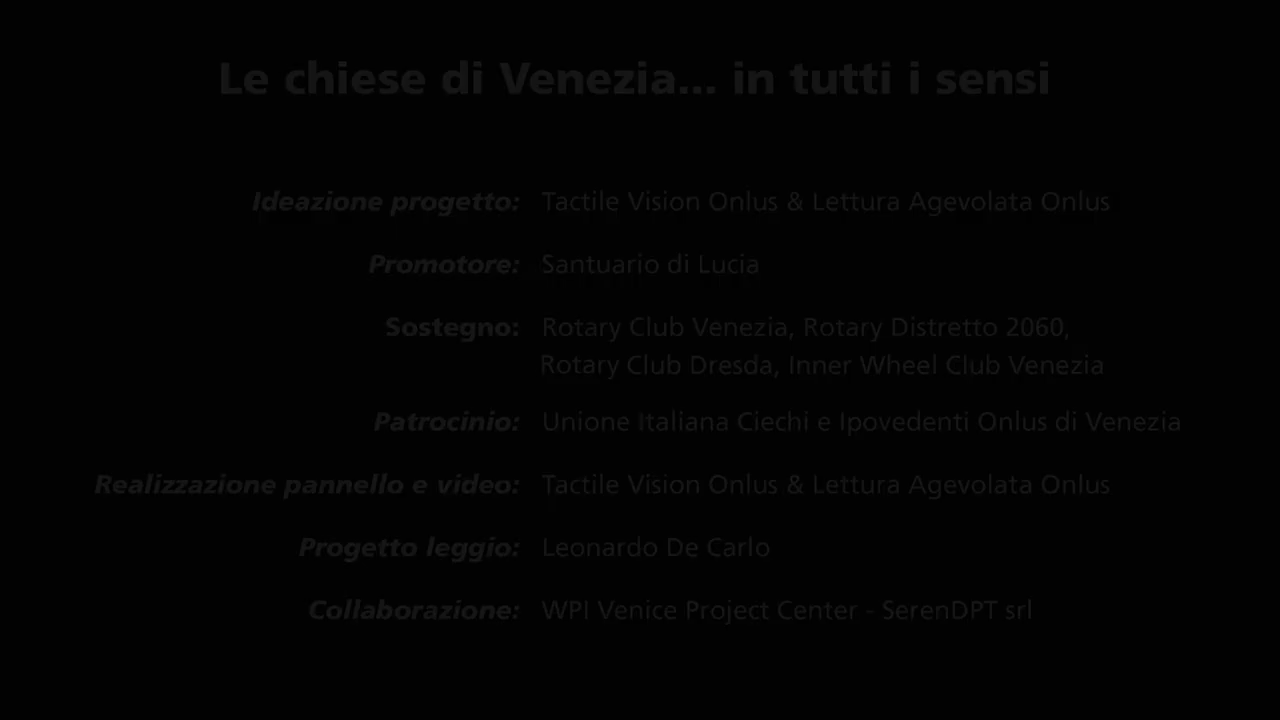 Le chiese di Venezia... in tutti i sensi
Ideazione progetto: Tactile Vision Onlus & Lettura Agevolata Onlus
Promotore: Santuario di Lucia
Sostegno: Rotary Club Venezia, Rotary Distretto 2060,
Rotary Club Dresda, Inner Wheel Club Venezia
Patrocinio: Unione Italiana Ciechi e Ipovedenti Onlus di Venezia
Realizzazione pannello e video: Tactile Vision Onlus & Lettura Agevolata Onlus
Progetto leggio: Leonardo De Carlo
Collaborazione: WPI Venice Project Center - SerenDPT srl